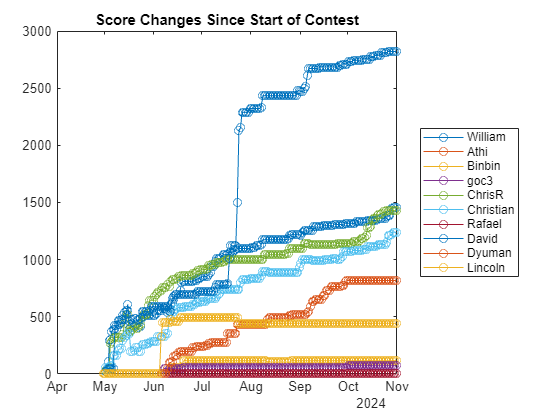 Score Changes Since Start of Contest
3000
2500
2000
1500
1000
500
0
Apr May Jun Jul Aug Sep Oct Nov
2024
William
Athi
Binbin
goc3
ChrisR
Christian
Rafael
David
Dyuman
Lincoln